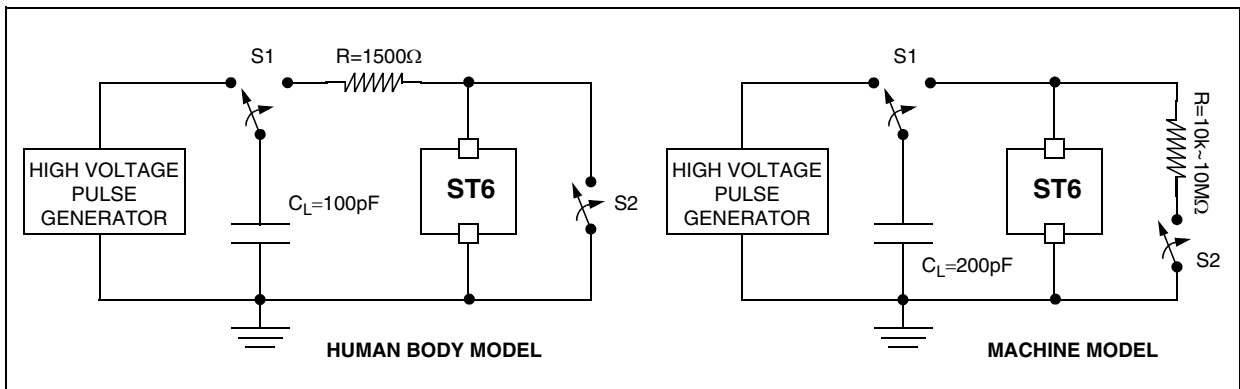 S1
R=1500Ω
HIGH VOLTAGE
PULSE
GENERATOR
CL=100pF
ST6
S2
HUMAN BODY MODEL
S1
R=10k~10MΩ
HIGH VOLTAGE
PULSE
GENERATOR
CL=200pF
ST6
S2
MACHINE MODEL